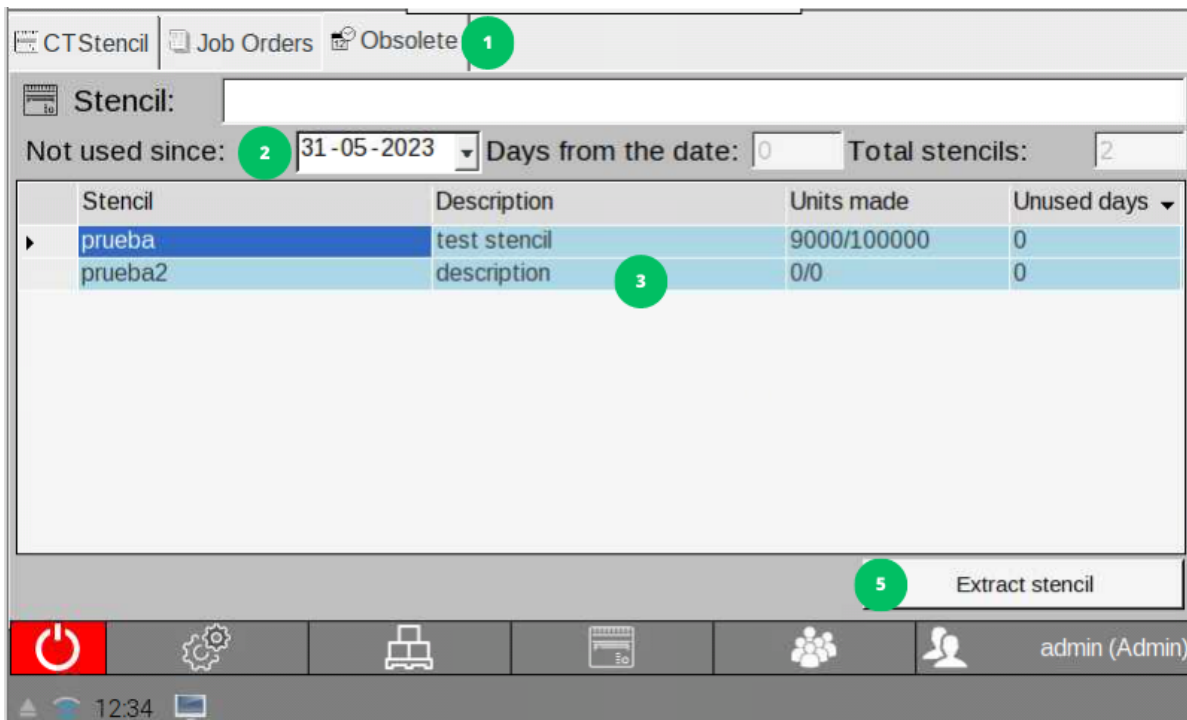 CTStencil Job Orders Obsolete 1
Stencil:
Not used since: 2 31-05-2023 Days from the date: 0 Total stencils: 2
Stencil Description Units made Unused days
prueba test stencil 9000/100000 0
prueba2 description 0/0 0
3
5 Extract stencil
admin (Admin)
12:34